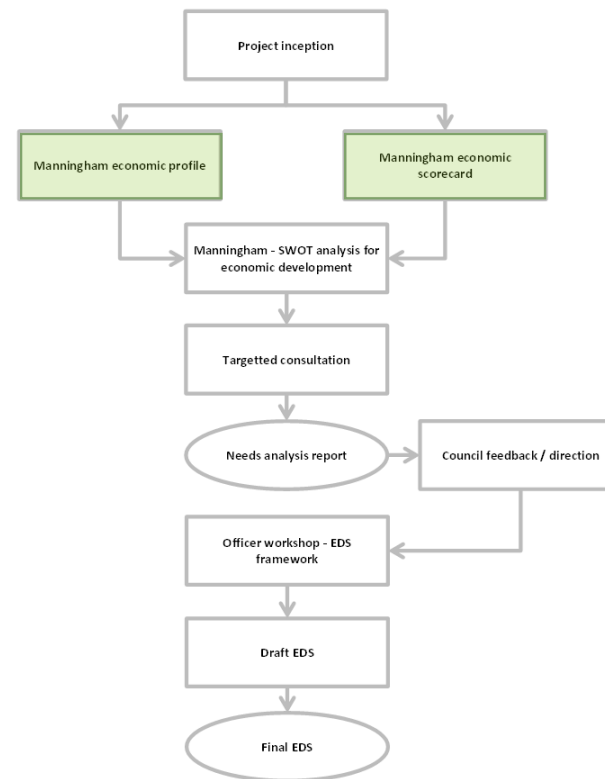 Project inception
Manningham economic profile
Manningham economic
scorecard
Manningham - SWOT analysis for
economic development
Targetted consultation
Needs analysis report
Council feedback / direction
Officer workshop - EDS
framework
Draft EDS
Final EDS